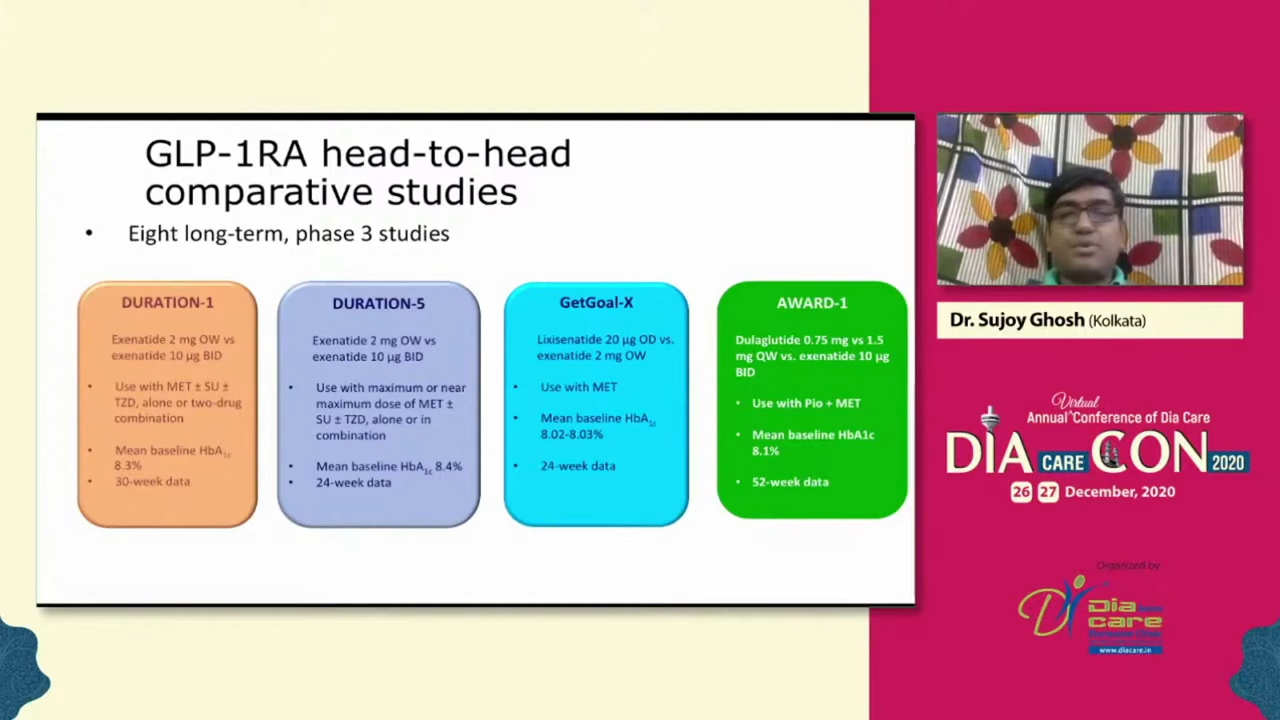 GLP-1RA head-to-head
comparative studies
• Eight long-term, phase 3 studies
DURATION-1
Exenatide 2 mg OW vs
exenatide 10 µg BID
• Use with MET ± SU ±
TZD, alone or two-drug
combination
• Mean baseline HbA1c
8.3%
• 30-week data
DURATION-5
Exenatide 2 mg OW vs
exenatide 10 µg BID
• Use with maximum or near
maximum dose of MET ±
SU ± TZD, alone or in
combination
• Mean baseline HbA1c 8.4%
• 24-week data
GetGoal-X
Lixisenatide 20 µg OD vs.
exenatide 2 mg OW
• Use with MET
• Mean baseline HbA1c
8.02-8.03%
• 24-week data
AWARD-1
Dulaglutide 0.75 mg vs 1.5
mg QW vs. exenatide 10 µg
BID
• Use with Pio + MET
• Mean baseline HbA1c
8.1%
• 52-week data
Dr. Sujoy Ghosh (Kolkata)
Virtual
Annual ^ Conference of Dia Care
DIA CARE CON 2020
26 27 December, 2020
Organized by
Dia
care
www.diacare.in